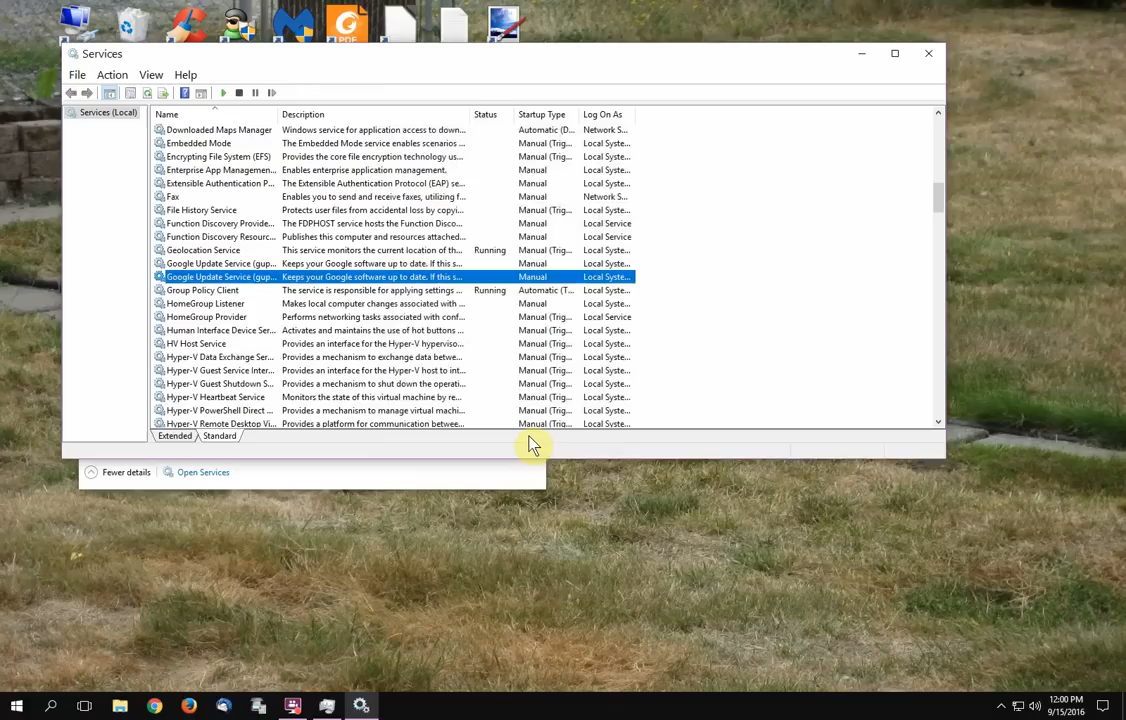 PDF
Services
File Action View Help
Services (Local)
Name Description Status Startup Type Log On As
Downloaded Maps Manager Windows service for application access to down... Automatic (D... Network S...
Embedded Mode The Embedded Mode service enables scenarios ... Manual (Trig... Local Syste...
Encrypting File System (EFS) Provides the core file encryption technology us... Manual (Trig... Local Syste...
Enterprise App Managemen... Enables enterprise application management. Manual Local Syste...
Extensible Authentication P... The Extensible Authentication Protocol (EAP) se... Manual Local Syste...
Fax Enables you to send and receive faxes, utilizing f... Manual Network S...
File History Service Protects user files from accidental loss by copyi... Manual (Trig... Local Syste...
Function Discovery Provide... The FDPHOST service hosts the Function Disco... Manual Local Service
Function Discovery Resourc... Publishes this computer and resources attached... Manual Local Service
Geolocation Service This service monitors the current location of th... Running Manual (Trig... Local Syste...
Google Update Service (gup... Keeps your Google software up to date. If this s... Manual Local Syste...
Google Update Service (gup... Keeps your Google software up to date. If this s... Manual Local Syste...
Group Policy Client The service is responsible for applying settings ... Running Automatic (T... Local Syste...
HomeGroup Listener Makes local computer changes associated with ... Manual Local Syste...
HomeGroup Provider Performs networking tasks associated with conf... Manual (Trig... Local Service
Human Interface Device Ser... Activates and maintains the use of hot buttons ... Manual (Trig... Local Syste...
HV Host Service Provides an interface for the Hyper-V hyperviso... Manual (Trig... Local Syste...
Hyper-V Data Exchange Ser... Provides a mechanism to exchange data betwe... Manual (Trig... Local Syste...
Hyper-V Guest Service Inter... Provides an interface for the Hyper-V host to int... Manual (Trig... Local Syste...
Hyper-V Guest Shutdown S... Provides a mechanism to shut down the operati... Manual (Trig... Local Syste...
Hyper-V Heartbeat Service Monitors the state of this virtual machine by re... Manual (Trig... Local Syste...
Hyper-V PowerShell Direct ... Provides a mechanism to manage virtual machi... Manual (Trig... Local Syste...
Hyper-V Remote Desktop Vi... Provides a platform for communication betwee... Manual (Trig... Local Syste...
Extended Standard
Fewer details Open Services
12:00 PM
9/15/2016